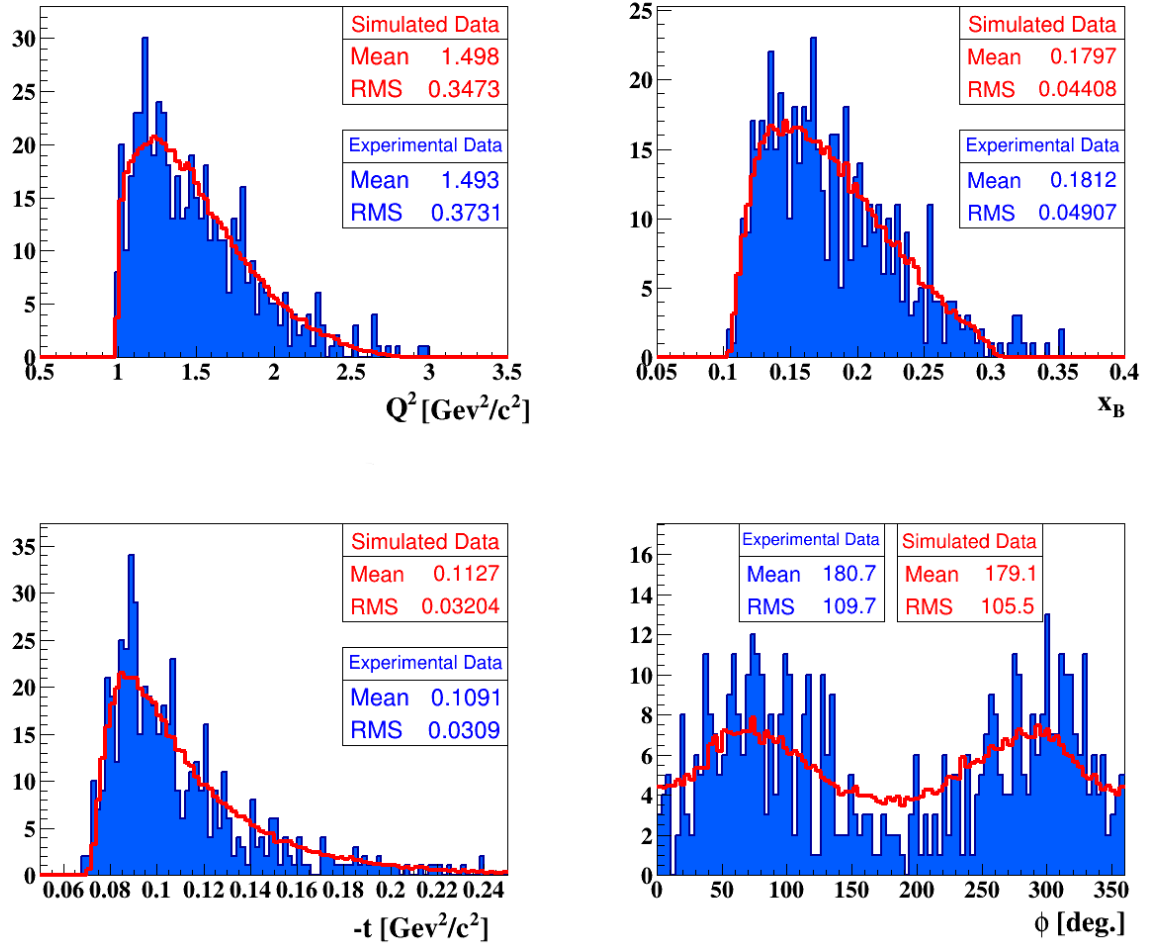 Simulated Data
Mean 1.498
RMS 0.3473
Experimental Data
Mean 1.493
RMS 0.3731
30
25
20
15
10
5
0
0.5 1 1.5 2 2.5 3 3.5
Q² [Gev²/c²]
Simulated Data
Mean 0.1797
RMS 0.04408
Experimental Data
Mean 0.1812
RMS 0.04907
25
20
15
10
5
0
0.05 0.1 0.15 0.2 0.25 0.3 0.35 0.4
x_B
Simulated Data
Mean 0.1127
RMS 0.03204
Experimental Data
Mean 0.1091
RMS 0.0309
35
30
25
20
15
10
5
0
0.06 0.08 0.1 0.12 0.14 0.16 0.18 0.2 0.22 0.24
-t [Gev²/c²]
Experimental Data
Mean 180.7
RMS 109.7
Simulated Data
Mean 179.1
RMS 105.5
16
14
12
10
8
6
4
2
0
0 50 100 150 200 250 300 350
ϕ [deg.]